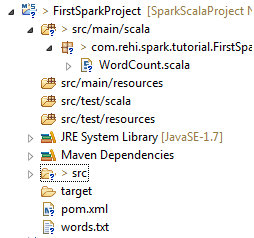 > FirstSparkProject [SparkScalaProject N
> src/main/scala
> com.rehi.spark.tutorial.FirstSp
> WordCount.scala
src/main/resources
src/test/scala
src/test/resources
JRE System Library [JavaSE-1.7]
Maven Dependencies
> src
target
pom.xml
words.txt